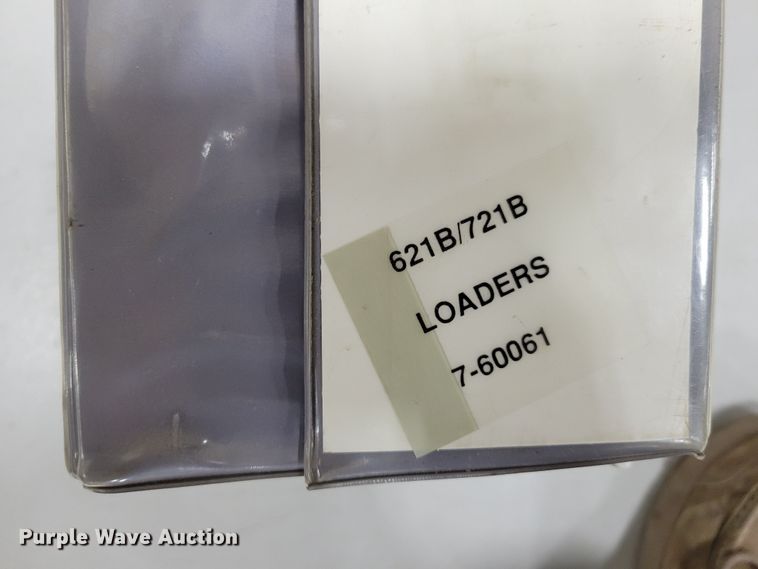 621B/721B
LOADERS
7-60061
Purple Wave Auction